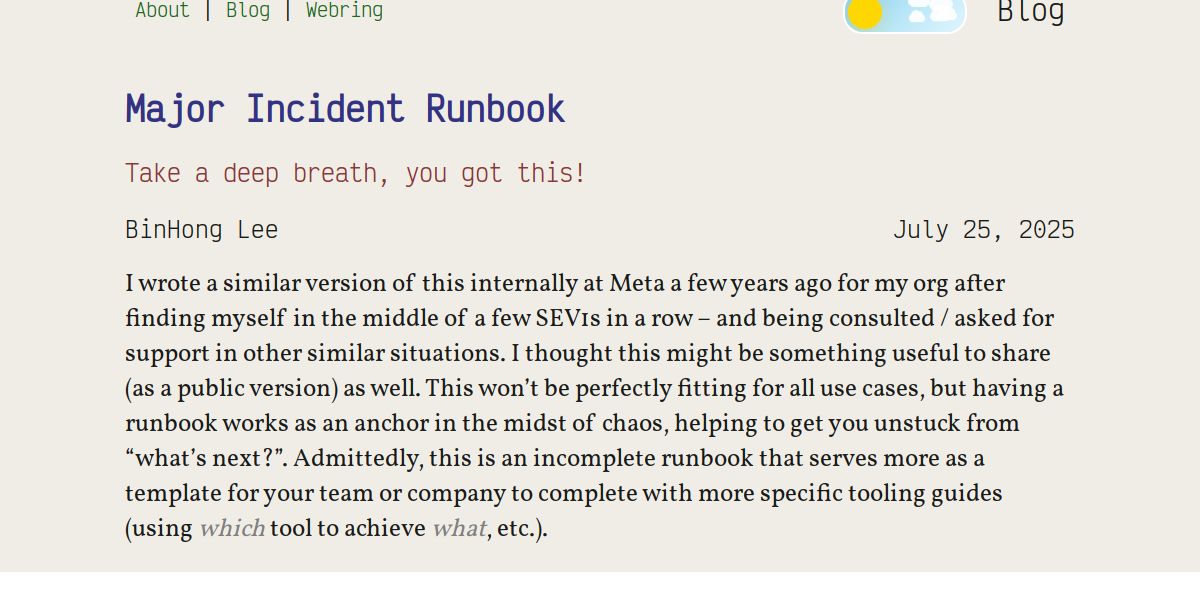 About | Blog | Webring
Blog
Major Incident Runbook
Take a deep breath, you got this!
BinHong Lee
July 25, 2025
I wrote a similar version of this internally at Meta a few years ago for my org after
finding myself in the middle of a few SEV1s in a row – and being consulted / asked for
support in other similar situations. I thought this might be something useful to share
(as a public version) as well. This won’t be perfectly fitting for all use cases, but having a
runbook works as an anchor in the midst of chaos, helping to get you unstuck from
“what’s next?”. Admittedly, this is an incomplete runbook that serves more as a
template for your team or company to complete with more specific tooling guides
(using which tool to achieve what, etc.).